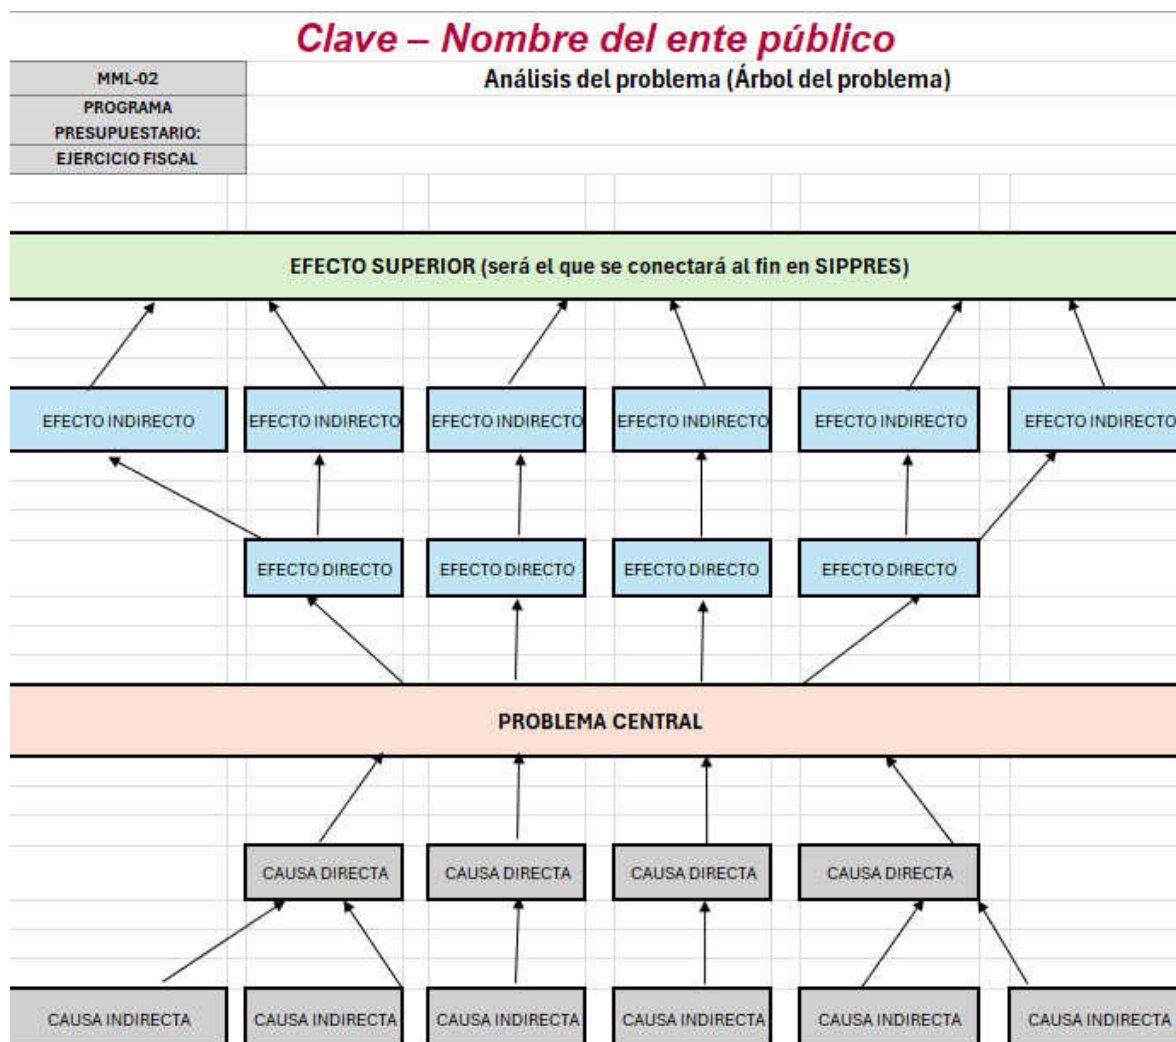 Clave – Nombre del ente público
MML-02
Análisis del problema (Árbol del problema)
PROGRAMA
PRESUPUESTARIO:
EJERCICIO FISCAL
EFECTO SUPERIOR (será el que se conectará al fin en SIPPRES)
EFECTO INDIRECTO
EFECTO INDIRECTO
EFECTO INDIRECTO
EFECTO INDIRECTO
EFECTO INDIRECTO
EFECTO INDIRECTO
EFECTO DIRECTO
EFECTO DIRECTO
EFECTO DIRECTO
EFECTO DIRECTO
PROBLEMA CENTRAL
CAUSA DIRECTA
CAUSA DIRECTA
CAUSA DIRECTA
CAUSA DIRECTA
CAUSA INDIRECTA
CAUSA INDIRECTA
CAUSA INDIRECTA
CAUSA INDIRECTA
CAUSA INDIRECTA
CAUSA INDIRECTA